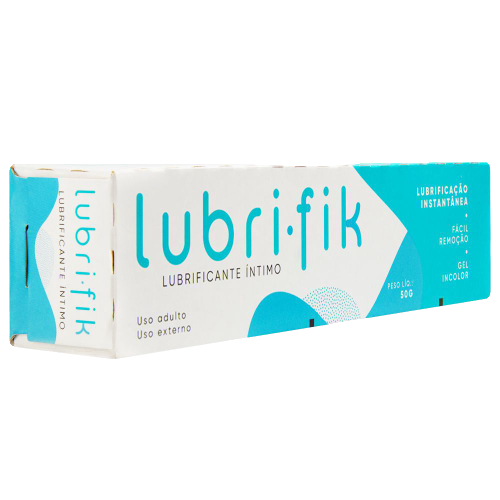 lubri·fik
LUBRIFICANTE ÍNTIMO
lubri·fik
LUBRIFICANTE ÍNTIMO
Uso adulto
Uso externo
LUBRIFICAÇÃO
INSTANTÂNEA
•
FÁCIL
REMOÇÃO
•
GEL
INCOLOR
PESO LÍQ.:
50G